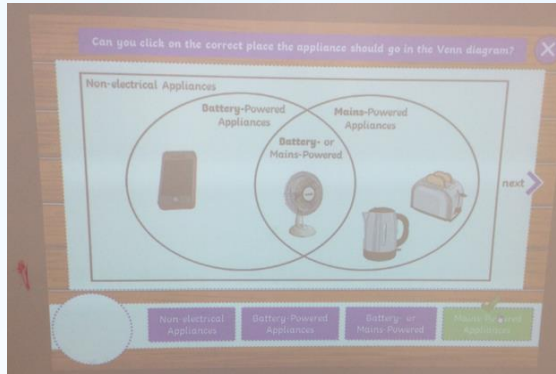 Can you click on the correct place the appliance should go in the Venn diagram?
Non-electrical Appliances
Battery-Powered
Appliances
Mains-Powered
Appliances
Battery- or
Mains-Powered
next
Non-electrical
Appliances
Battery-Powered
Appliances
Battery- or
Mains-Powered
Mains-Powered
Appliances